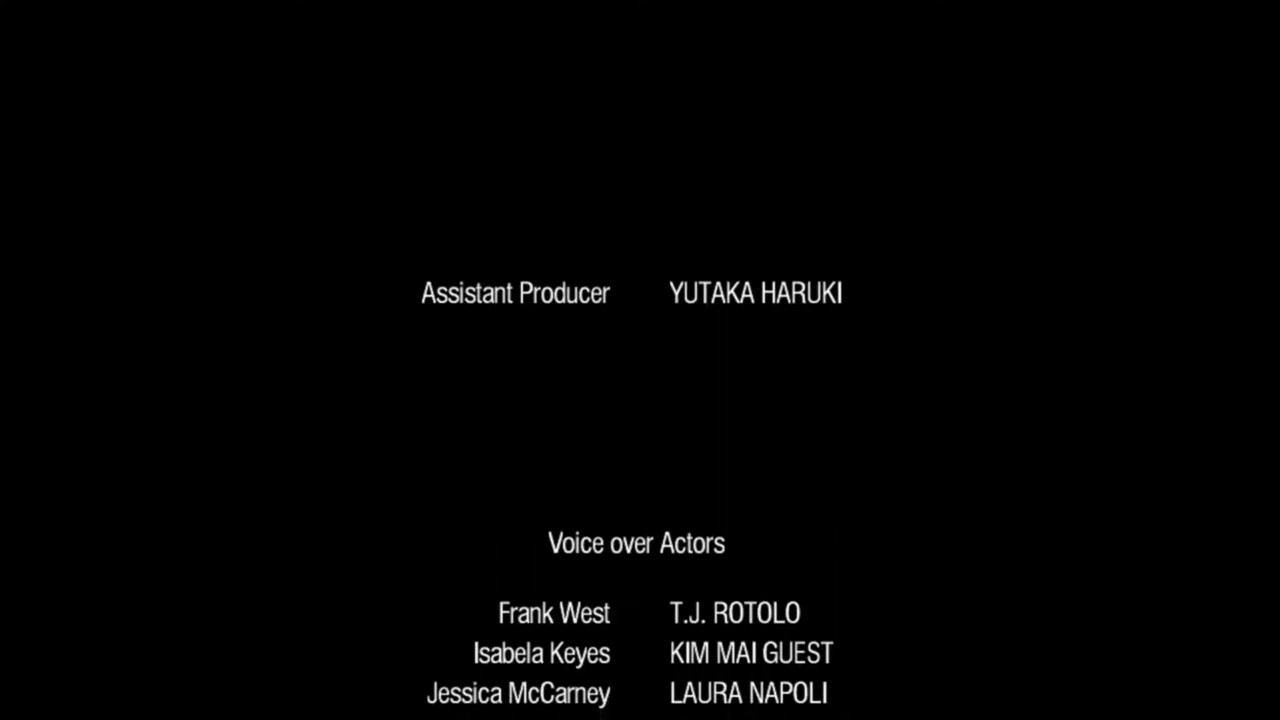 Assistant Producer YUTAKA HARUKI
Voice over Actors
Frank West T.J. ROTOLO
Isabela Keyes KIM MAI GUEST
Jessica McCarney LAURA NAPOLI